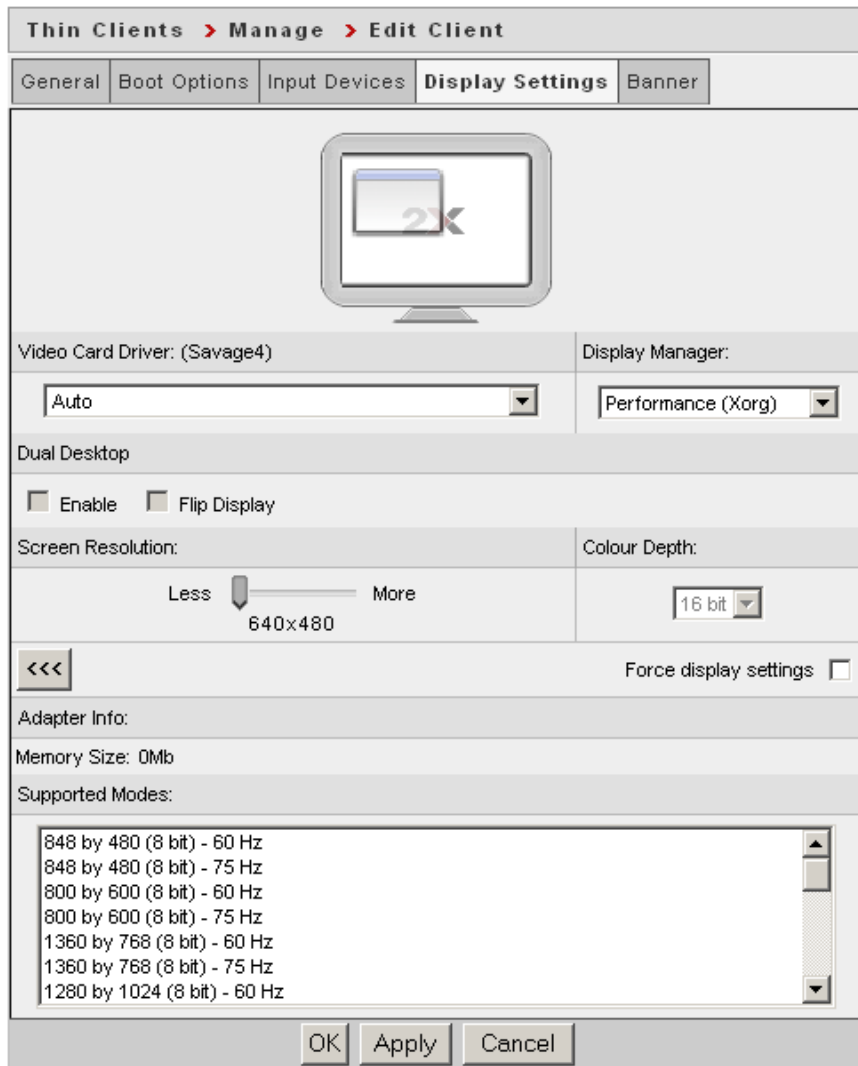 Thin Clients > Manage > Edit Client
General Boot Options Input Devices Display Settings Banner
2X
Video Card Driver: (Savage4) Display Manager:
Auto Performance (Xorg)
Dual Desktop
Enable Flip Display
Screen Resolution: Colour Depth:
Less More 16 bit
640x480
<<< Force display settings
Adapter Info:
Memory Size: 0Mb
Supported Modes:
848 by 480 (8 bit) - 60 Hz
848 by 480 (8 bit) - 75 Hz
800 by 600 (8 bit) - 60 Hz
800 by 600 (8 bit) - 75 Hz
1360 by 768 (8 bit) - 60 Hz
1360 by 768 (8 bit) - 75 Hz
1280 by 1024 (8 bit) - 60 Hz
OK Apply Cancel